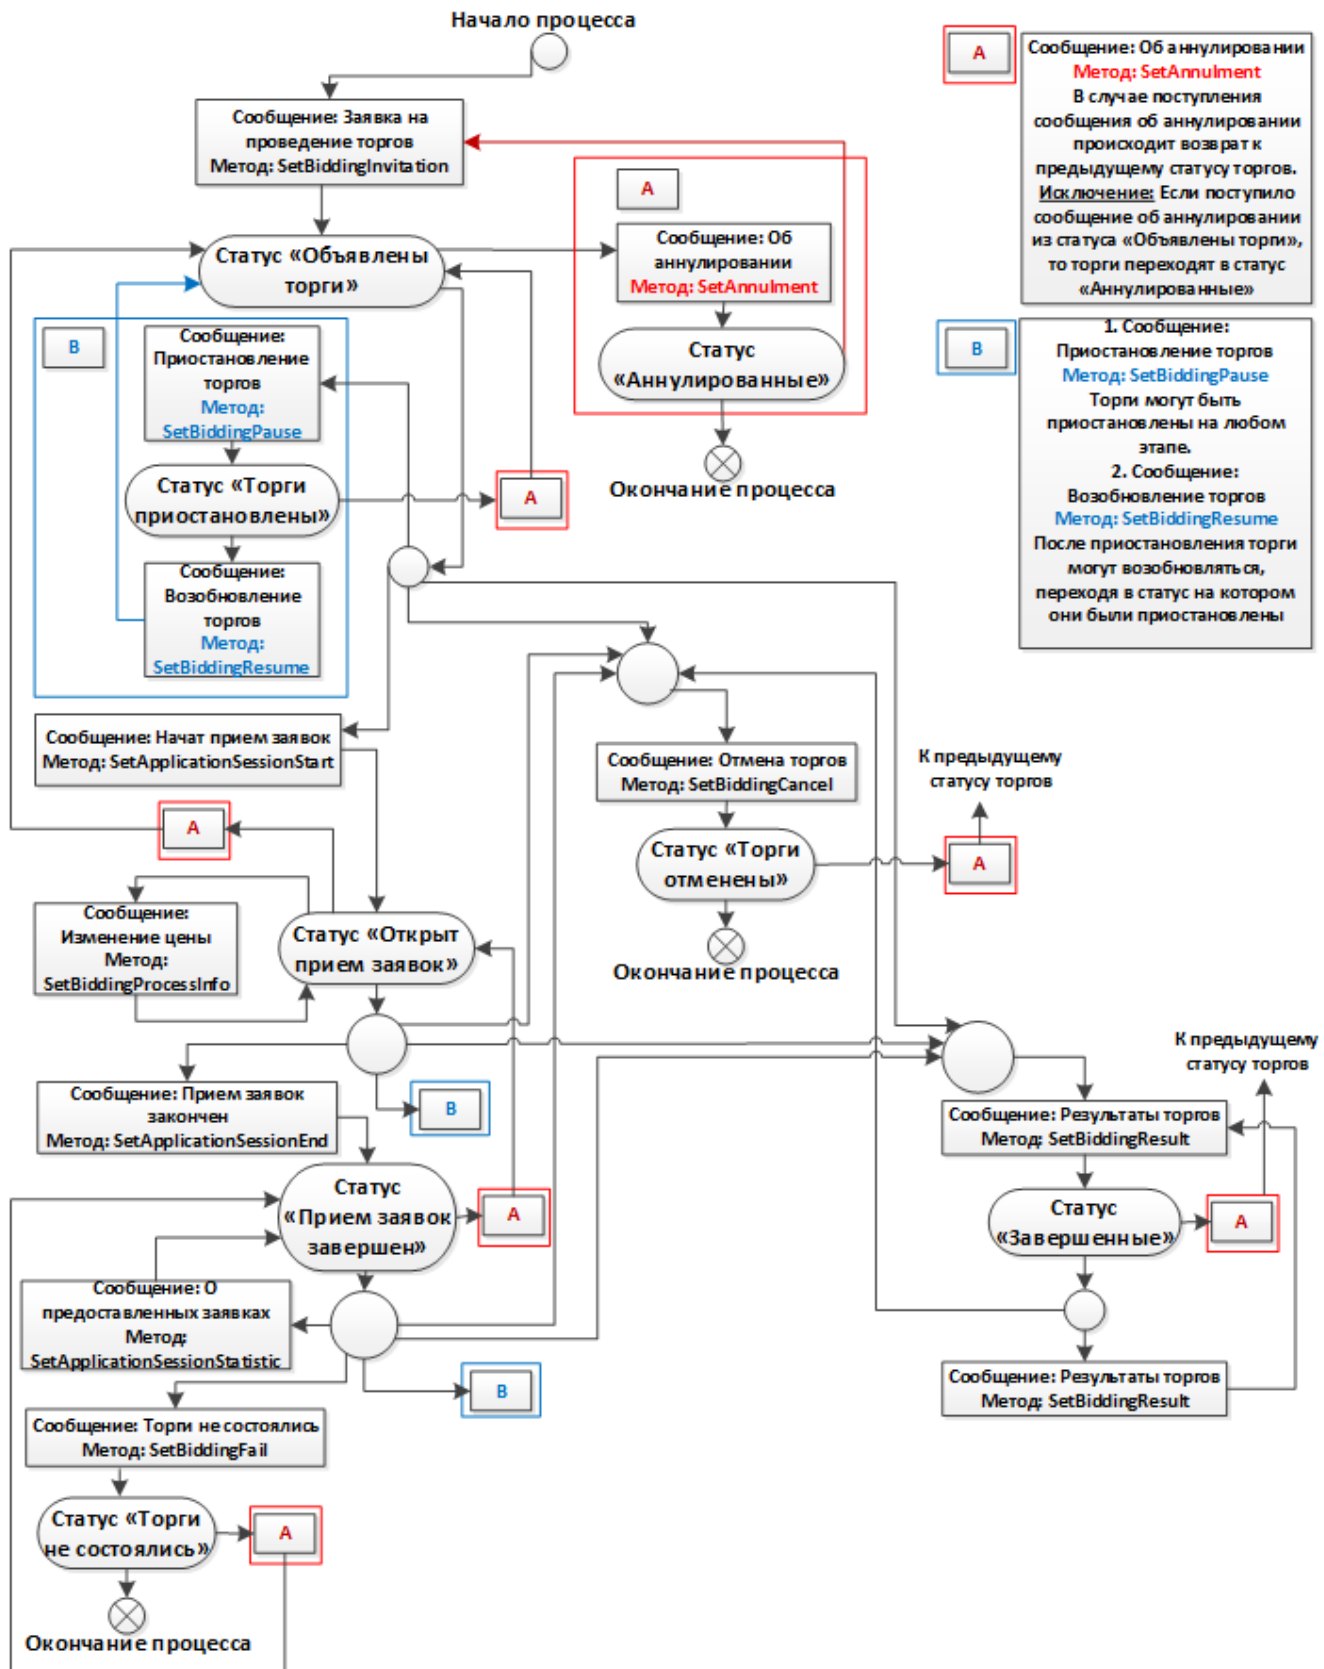 Начало процесса
Сообщение: Заявка на
проведение торгов
Метод: SetBiddingInvitation
Статус «Объявлены
торги»
A
Сообщение: Об
аннулировании
Метод: SetAnnulment
Статус
«Аннулированные»
Окончание процесса
A
Сообщение: Об аннулировании
Метод: SetAnnulment
В случае поступления
сообщения об аннулировании
происходит возврат к
предыдущему статусу торгов.
Исключение: Если поступило
сообщение об аннулировании
из статуса «Объявлены торги»,
то торги переходят в статус
«Аннулированные»
B
1. Сообщение:
Приостановление торгов
Метод: SetBiddingPause
Торги могут быть
приостановлены на любом
этапе.
2. Сообщение:
Возобновление торгов
Метод: SetBiddingResume
После приостановления торги
могут возобновляться,
переходя в статус на котором
они были приостановлены
B
Сообщение:
Приостановление
торгов
Метод:
SetBiddingPause
Статус «Торги
приостановлены»
A
Сообщение:
Возобновление
торгов
Метод:
SetBiddingResume
Сообщение: Начат прием заявок
Метод: SetApplicationSessionStart
Сообщение: Отмена торгов
Метод: SetBiddingCancel
Статус «Торги
отменены»
Окончание процесса
К предыдущему
статусу торгов
A
A
Сообщение:
Изменение цены
Метод:
SetBiddingProcessInfo
Статус «Открыт
прием заявок»
Сообщение: Прием заявок
закончен
Метод: SetApplicationSessionEnd
B
Статус
«Прием заявок
завершен»
A
К предыдущему
статусу торгов
Сообщение: Результаты торгов
Метод: SetBiddingResult
Статус
«Завершенные»
A
Сообщение: Результаты торгов
Метод: SetBiddingResult
Сообщение: О
предоставленных заявках
Метод:
SetApplicationSessionStatistic
B
Сообщение: Торги не состоялись
Метод: SetBiddingFail
Статус «Торги
не состоялись»
A
Окончание процесса